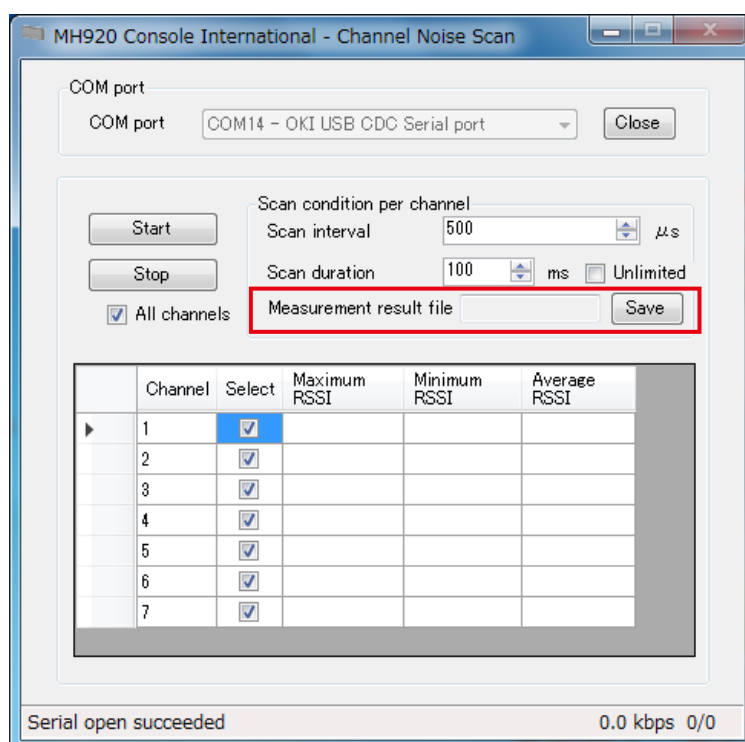 MH920 Console International - Channel Noise Scan
COM port
COM port COM14 - OKI USB CDC Serial port Close
Scan condition per channel
Start Scan interval 500 μs
Stop Scan duration 100 ms Unlimited
All channels Measurement result file Save
Channel Select Maximum RSSI Minimum RSSI Average RSSI
1
2
3
4
5
6
7
Serial open succeeded 0.0 kbps 0/0